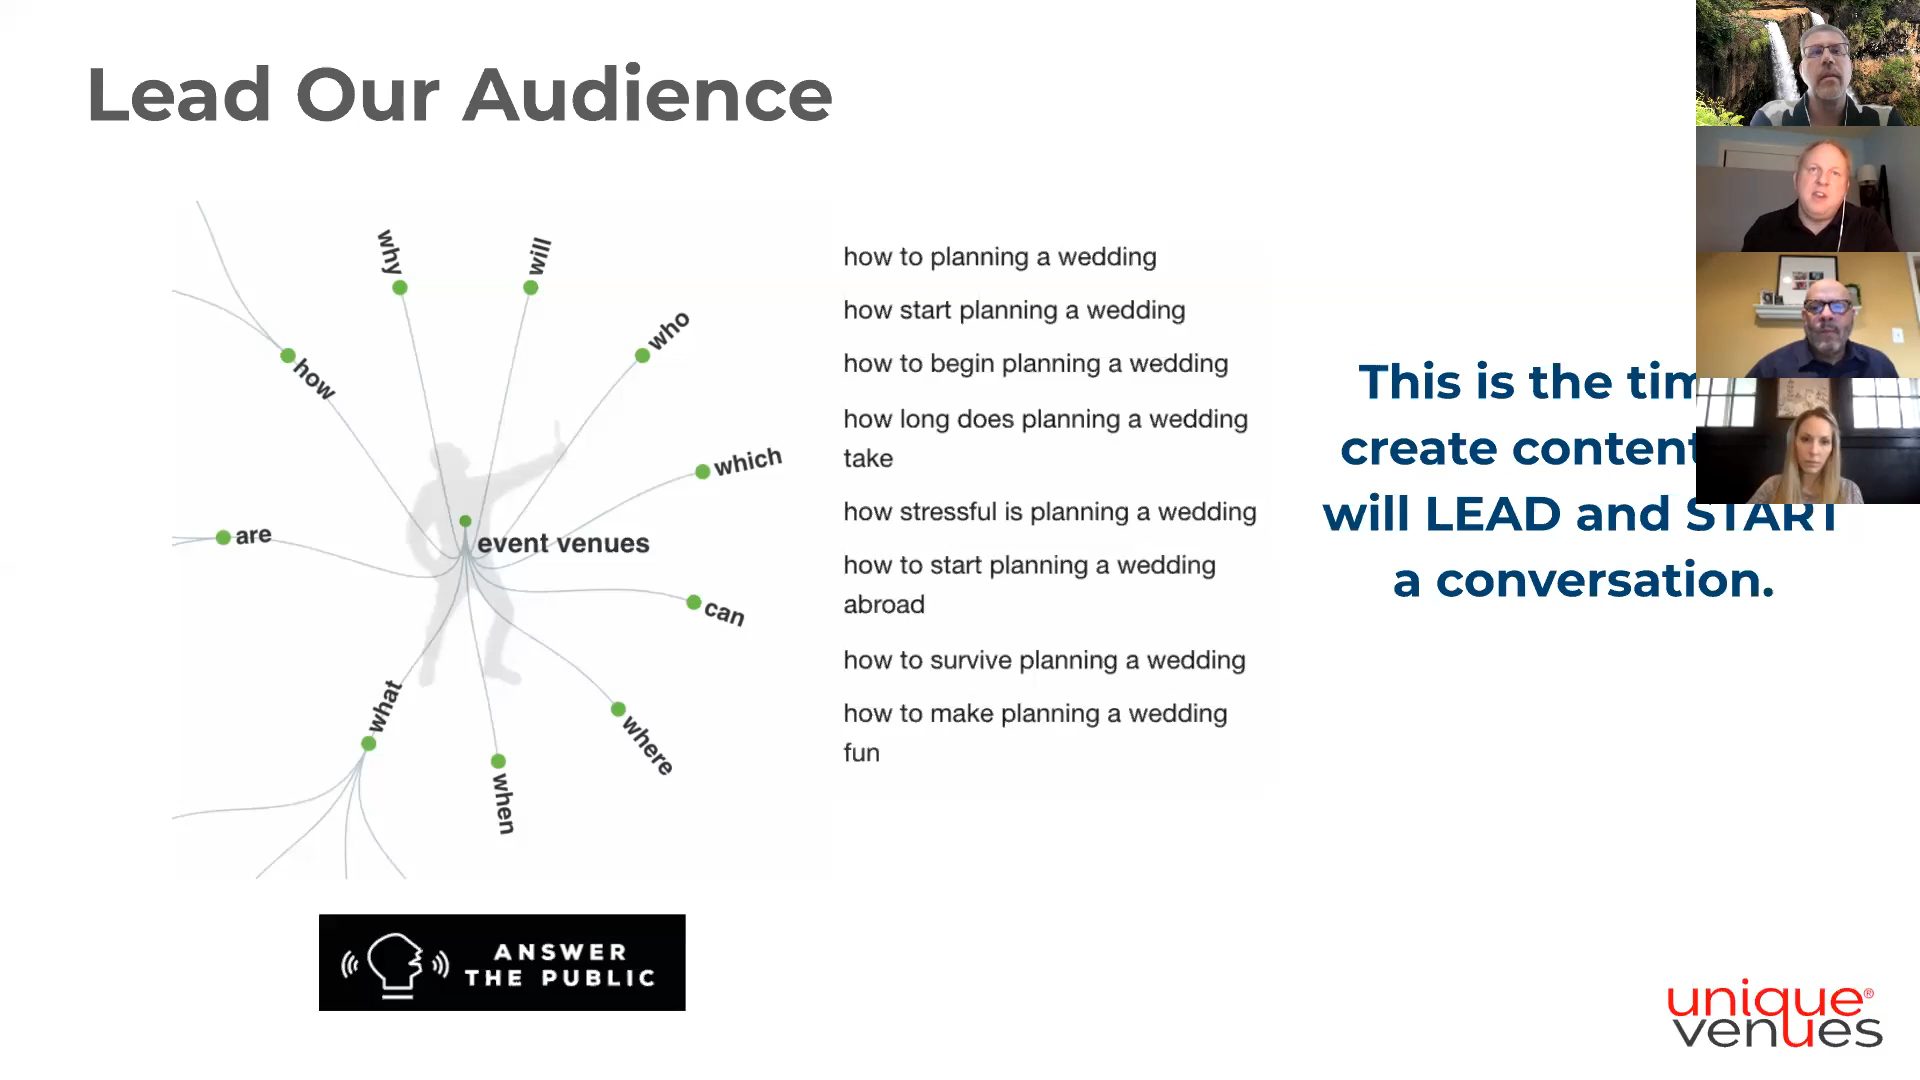 Lead Our Audience
why
will
who
how
which
are
event venues
can
what
where
when
how to planning a wedding
how start planning a wedding
how to begin planning a wedding
how long does planning a wedding
take
how stressful is planning a wedding
how to start planning a wedding
abroad
how to survive planning a wedding
how to make planning a wedding
fun
This is the
create content
will LEAD and START
a conversation.
ANSWER
THE PUBLIC
unique®
venues